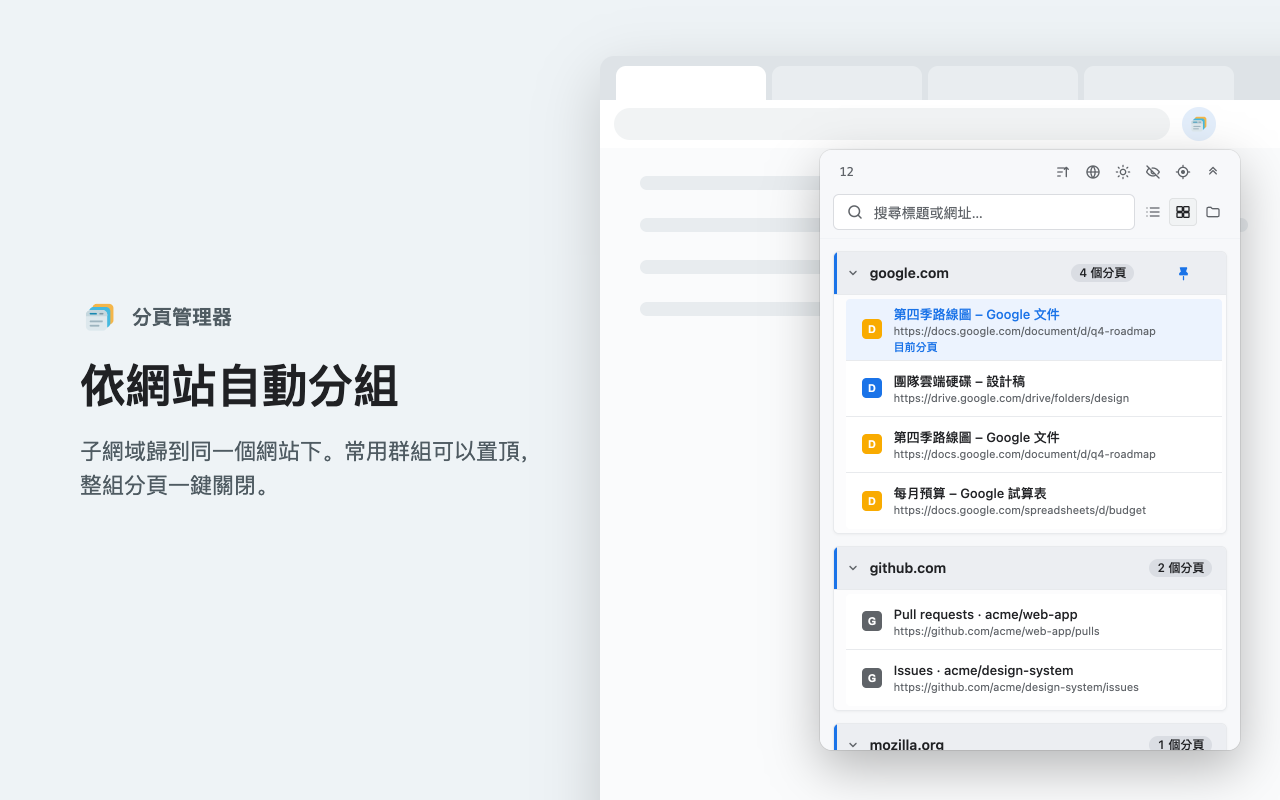 分頁管理器
依網站自動分組
子網域歸到同一個網站下。常用群組可以置頂，
整組分頁一鍵關閉。
12
搜尋標題或網址...
google.com 4 個分頁
D 第四季路線圖 – Google 文件
https://docs.google.com/document/d/q4-roadmap
目前分頁
D 團隊雲端硬碟 – 設計稿
https://drive.google.com/drive/folders/design
D 第四季路線圖 – Google 文件
https://docs.google.com/document/d/q4-roadmap
D 每月預算 – Google 試算表
https://docs.google.com/spreadsheets/d/budget
github.com 2 個分頁
G Pull requests · acme/web-app
https://github.com/acme/web-app/pulls
G Issues · acme/design-system
https://github.com/acme/design-system/issues
mozilla.org 1 個分頁